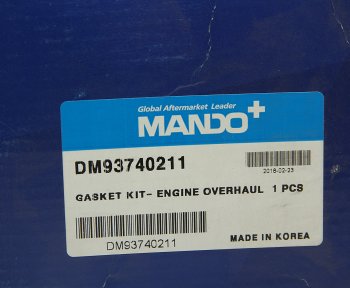 Global Aftermarket Leader
MANDO+
DM93740211
2018-02-23
GASKET KIT- ENGINE OVERHAUL 1 PCS
DM93740211
MADE IN KOREA